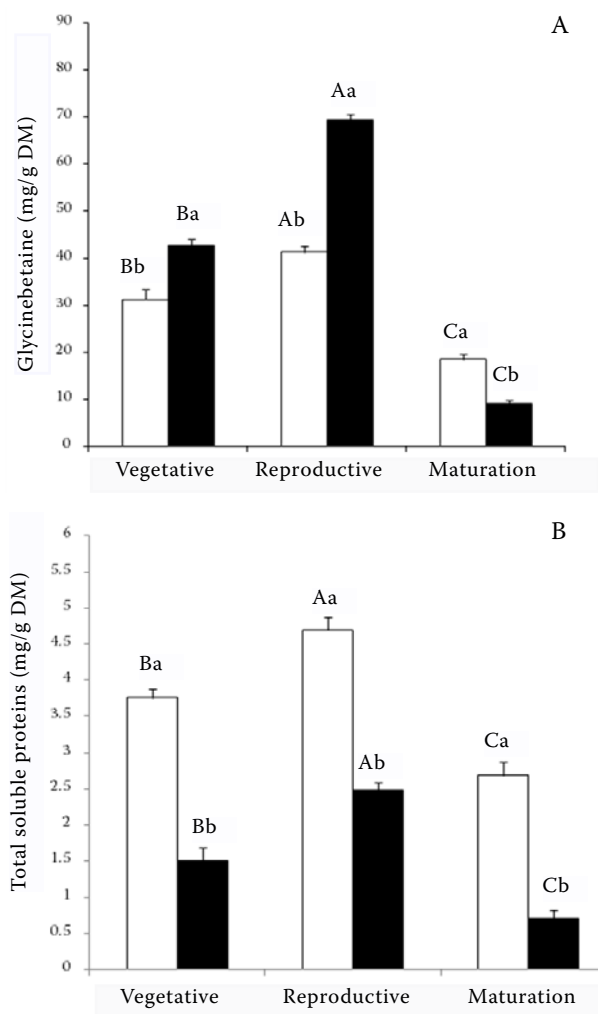 A
Glycinebetaine (mg/g DM)
90
80
70
60
50
40
30
20
10
0
Bb
Ba
Ab
Aa
Ca
Cb
Vegetative Reproductive Maturation
B
Total soluble proteins (mg/g DM)
6
5.5
5
4.5
4
3.5
3
2.5
2
1.5
1
0.5
0
Ba
Bb
Aa
Ab
Ca
Cb
Vegetative Reproductive Maturation